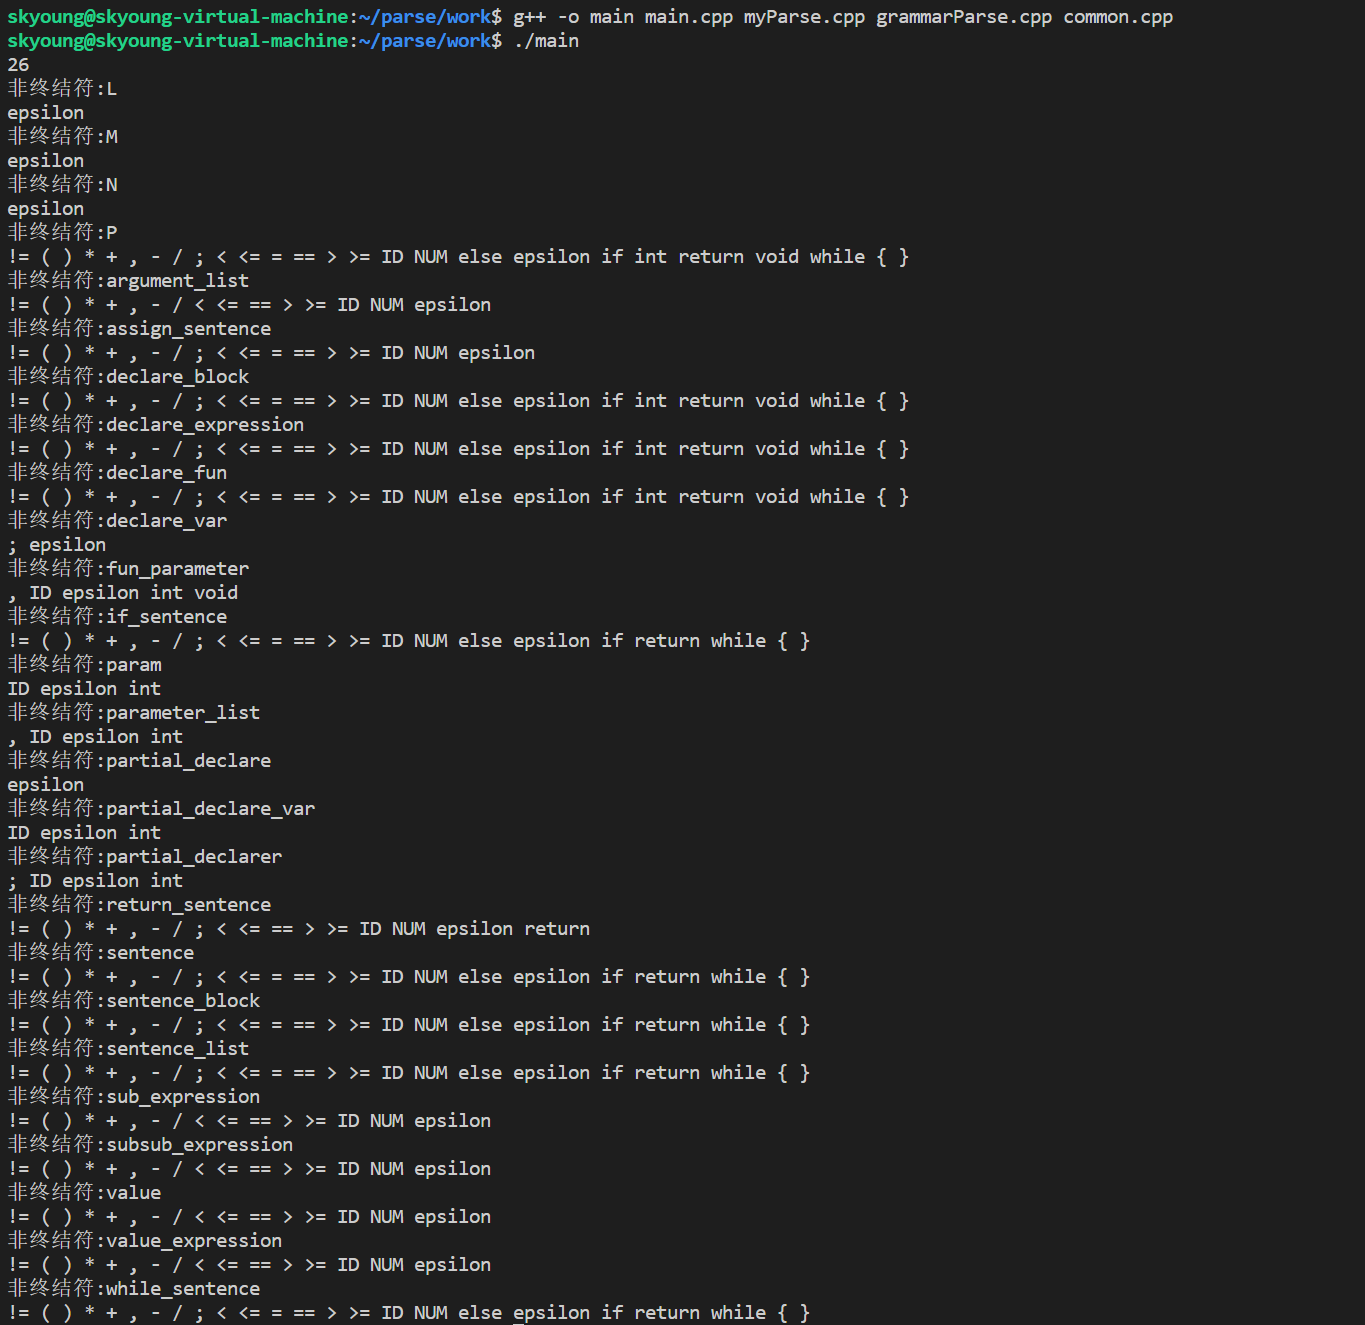 skyoung@skyoung-virtual-machine:~/parse/work$ g++ -o main main.cpp myParse.cpp grammarParse.cpp common.cpp
skyoung@skyoung-virtual-machine:~/parse/work$ ./main
26
非终结符:L
epsilon
非终结符:M
epsilon
非终结符:N
epsilon
非终结符:P
!= ( ) * + , - / ; < <= = == > >= ID NUM else epsilon if int return void while { }
非终结符:argument_list
!= ( ) * + , - / < <= == > >= ID NUM epsilon
非终结符:assign_sentence
!= ( ) * + , - / ; < <= = == > >= ID NUM epsilon
非终结符:declare_block
!= ( ) * + , - / ; < <= = == > >= ID NUM else epsilon if int return void while { }
非终结符:declare_expression
!= ( ) * + , - / ; < <= = == > >= ID NUM else epsilon if int return void while { }
非终结符:declare_fun
!= ( ) * + , - / ; < <= = == > >= ID NUM else epsilon if int return void while { }
非终结符:declare_var
; epsilon
非终结符:fun_parameter
, ID epsilon int void
非终结符:if_sentence
!= ( ) * + , - / ; < <= = == > >= ID NUM else epsilon if return while { }
非终结符:param
ID epsilon int
非终结符:parameter_list
, ID epsilon int
非终结符:partial_declare
epsilon
非终结符:partial_declare_var
ID epsilon int
非终结符:partial_declarer
; ID epsilon int
非终结符:return_sentence
!= ( ) * + , - / ; < <= == > >= ID NUM epsilon return
非终结符:sentence
!= ( ) * + , - / ; < <= = == > >= ID NUM else epsilon if return while { }
非终结符:sentence_block
!= ( ) * + , - / ; < <= = == > >= ID NUM else epsilon if return while { }
非终结符:sentence_list
!= ( ) * + , - / ; < <= = == > >= ID NUM else epsilon if return while { }
非终结符:sub_expression
!= ( ) * + , - / < <= == > >= ID NUM epsilon
非终结符:subsub_expression
!= ( ) * + , - / < <= == > >= ID NUM epsilon
非终结符:value
!= ( ) * + , - / < <= == > >= ID NUM epsilon
非终结符:value_expression
!= ( ) * + , - / < <= == > >= ID NUM epsilon
非终结符:while_sentence
!= ( ) * + , - / ; < <= = == > >= ID NUM else epsilon if return while { }